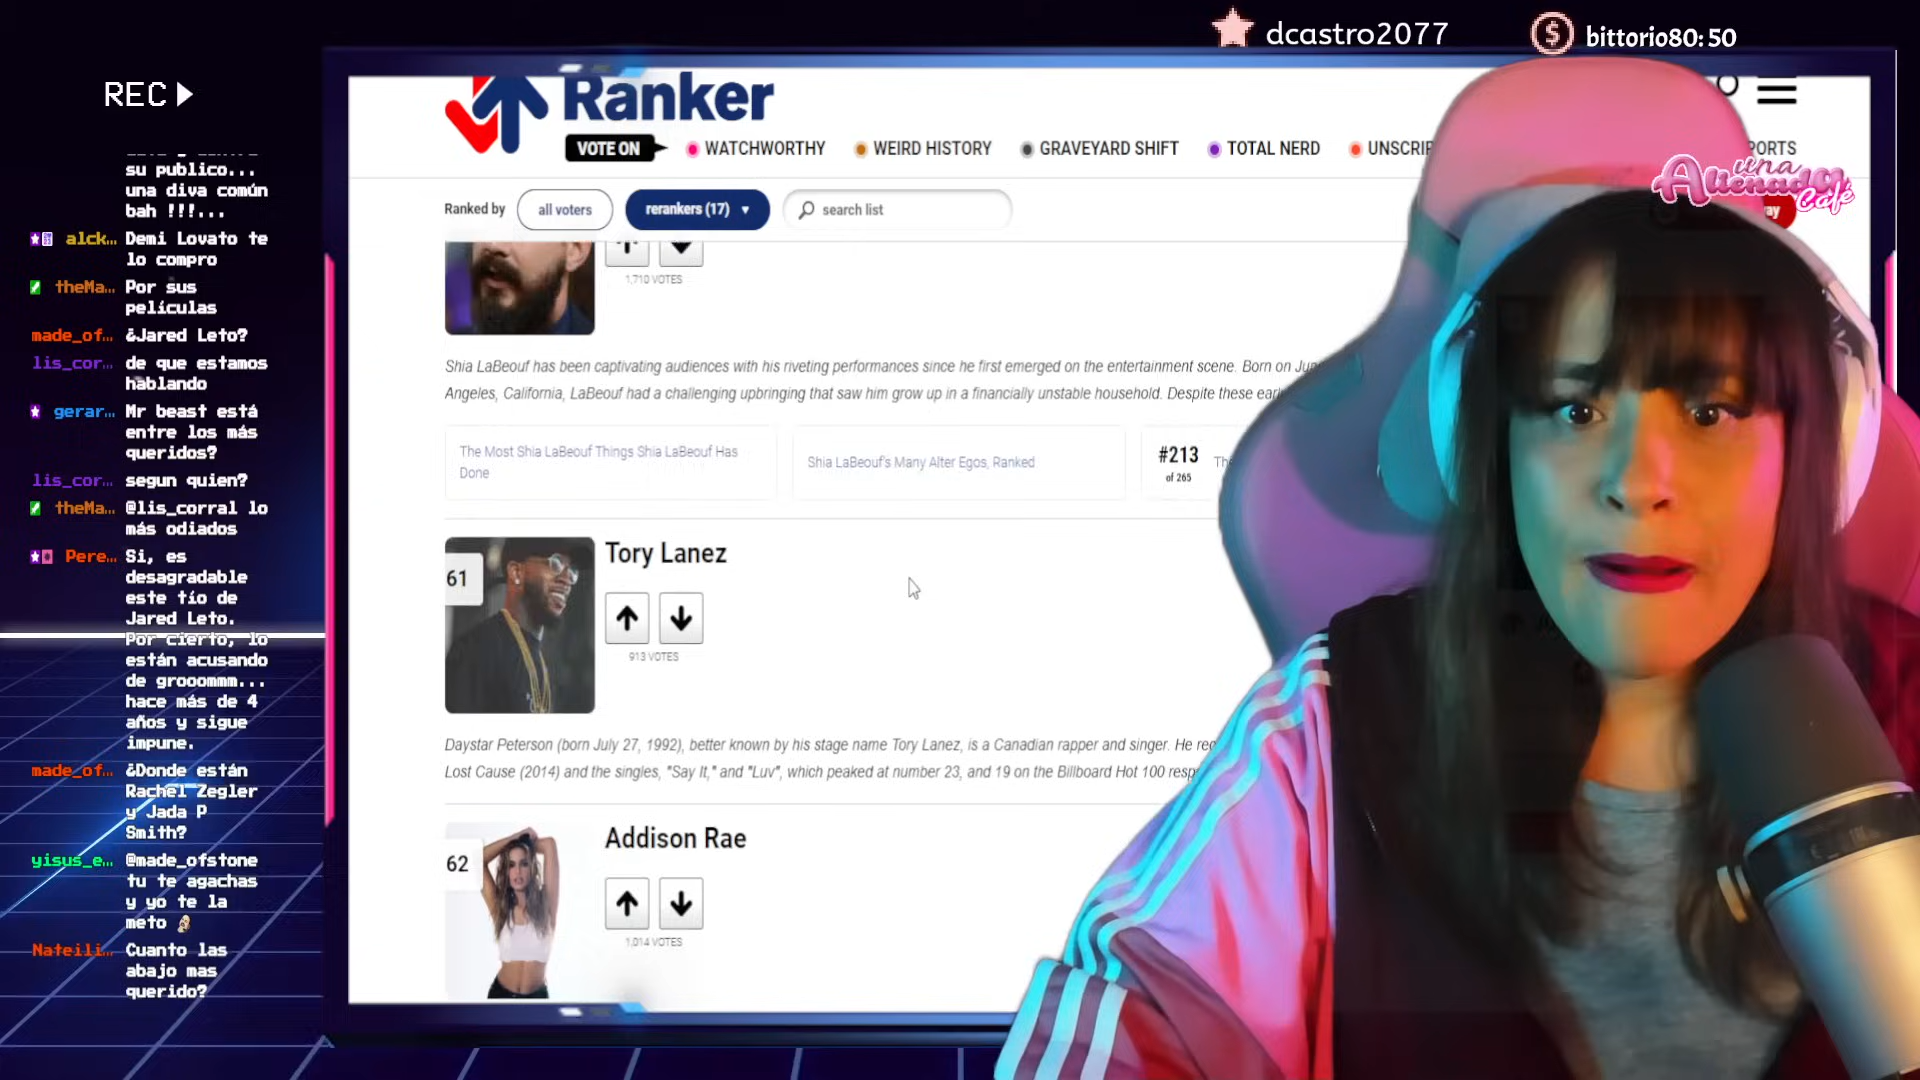 dcastro2077
bittorio80: 50
REC
su publico...
una diva común
bah !!!...
alck... Demi Lovato te
lo compro
theMa... Por sus
películas
made_of... ¿Jared Leto?
lis_cor... de que estamos
hablando
gerar... Mr beast está
entre los más
queridos?
lis_cor... segun quien?
theMa... @lis_corral lo
más odiados
Pere... Si, es
desagradable
este tío de
Jared Leto.
Por cierto, lo
están acusando
de grooommm...
hace más de 4
años y sigue
impune.
made_of... ¿Donde están
Rachel Zegler
y Jada P
Smith?
yisus_e... @made_ofstone
tu te agachas
y yo te la
meto
Nateili... Cuanto las
abajo mas
querido?
Ranker
VOTE ON WATCHWORTHY WEIRD HISTORY GRAVEYARD SHIFT TOTAL NERD UNSCRI
ORTS
una
Alienada
Café
Ranked by all voters rerankers (17) search list
1,710 VOTES
Shia LaBeouf has been captivating audiences with his riveting performances since he first emerged on the entertainment scene. Born on Jun
Angeles, California, LaBeouf had a challenging upbringing that saw him grow up in a financially unstable household. Despite these earl
The Most Shia LaBeouf Things Shia LaBeouf Has
Done
Shia LaBeouf's Many Alter Egos, Ranked
#213
of 265
Th
61
Tory Lanez
913 VOTES
Daystar Peterson (born July 27, 1992), better known by his stage name Tory Lanez, is a Canadian rapper and singer. He re
Lost Cause (2014) and the singles, "Say It," and "Luv", which peaked at number 23, and 19 on the Billboard Hot 100 resp
62
Addison Rae
1,014 VOTES